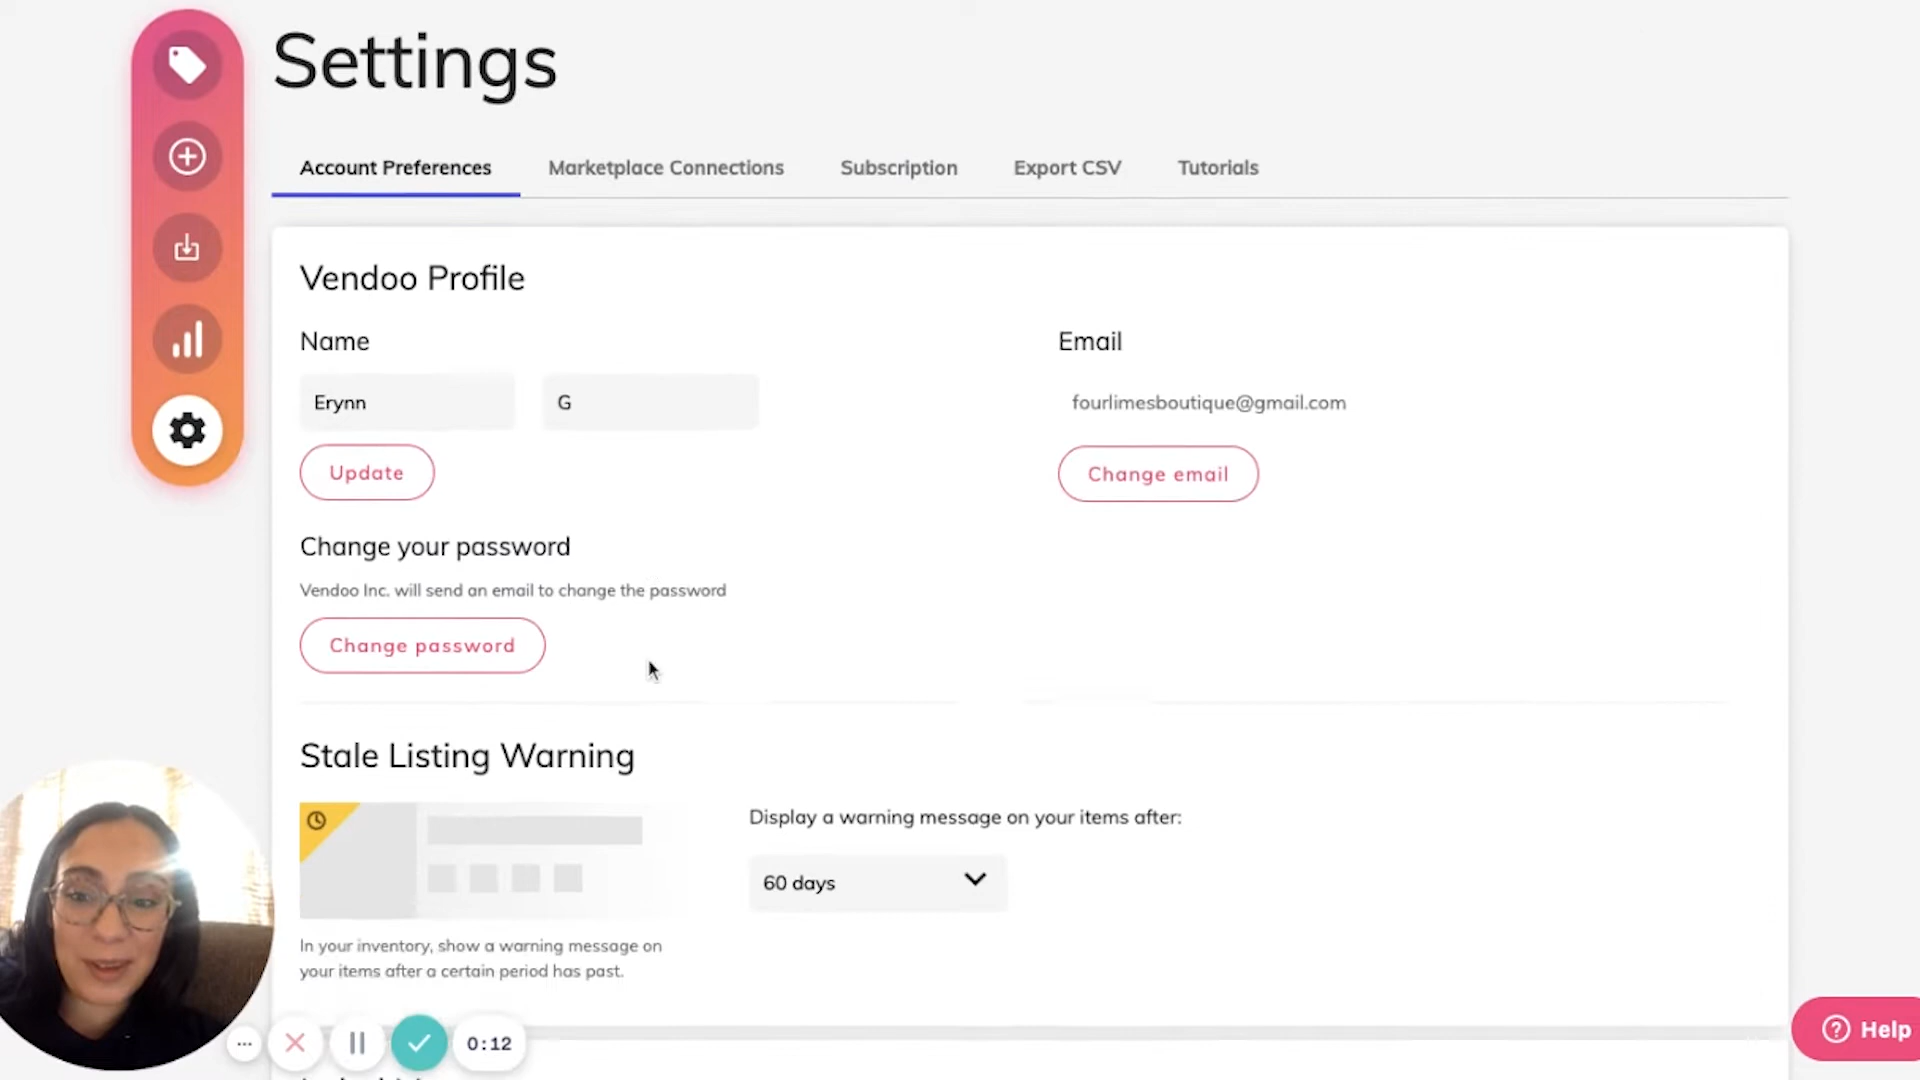 Settings
Account Preferences
Marketplace Connections
Subscription
Export CSV
Tutorials
Vendoo Profile
Name
Email
Erynn
G
fourlimesboutique@gmail.com
Update
Change email
Change your password
Vendoo Inc. will send an email to change the password
Change password
Stale Listing Warning
Display a warning message on your items after:
60 days
In your inventory, show a warning message on
your items after a certain period has past.
0:12
Help